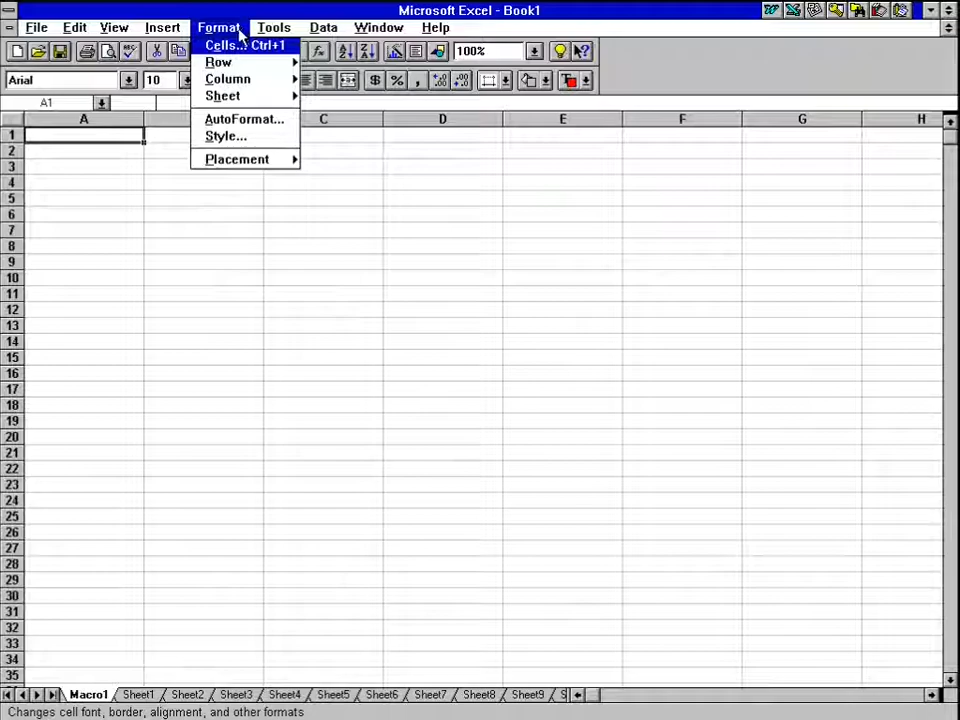 Microsoft Excel - Book1
File Edit View Insert Format Tools Data Window Help
Cells... Ctrl+1
100%
Arial 10
Row
$ % ,
Column
A1
Sheet
AutoFormat...
Style...
Placement
A C D E F G H
1
2
3
4
5
6
7
8
9
10
11
12
13
14
15
16
17
18
19
20
21
22
23
24
25
26
27
28
29
30
31
32
33
34
35
Macro1 Sheet1 Sheet2 Sheet3 Sheet4 Sheet5 Sheet6 Sheet7 Sheet8 Sheet9 S
Changes cell font, border, alignment, and other formats